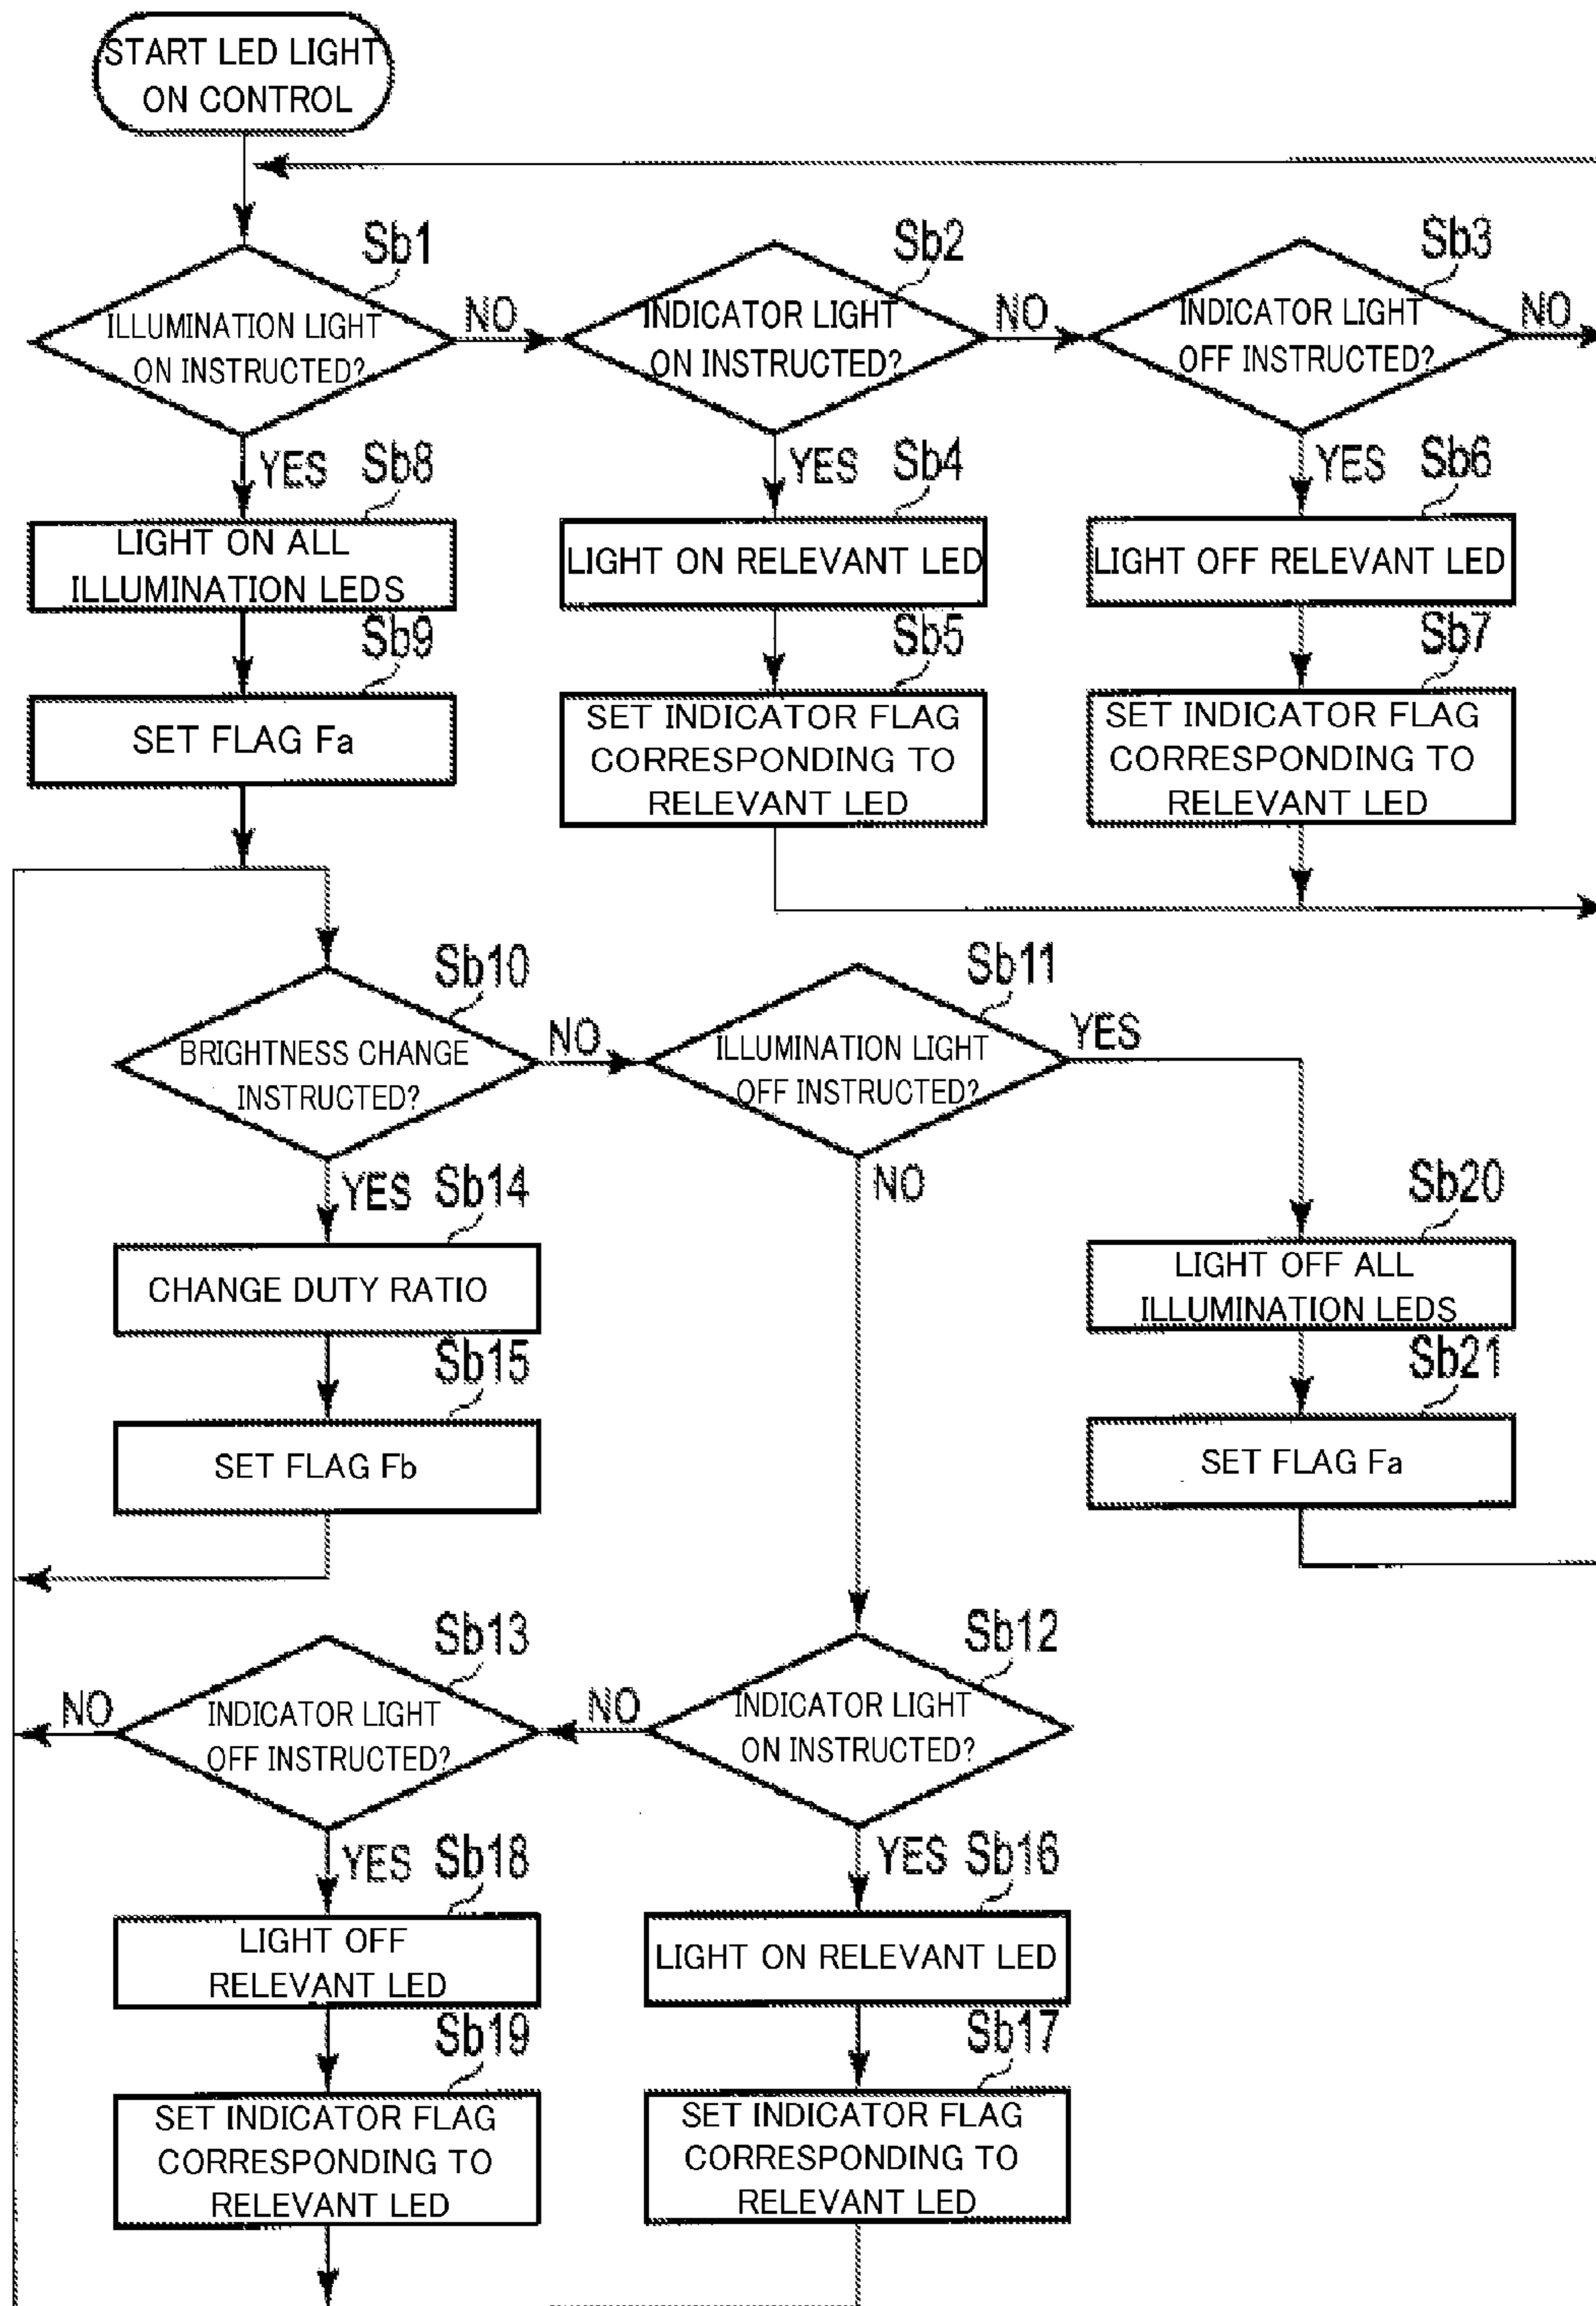 START LED LIGHT
ON CONTROL
Sb1
Sb2
Sb3
ILLUMINATION LIGHT
ON INSTRUCTED?
NO
INDICATOR LIGHT
ON INSTRUCTED?
NO
INDICATOR LIGHT
OFF INSTRUCTED?
NO
YES
Sb8
YES
Sb4
YES
Sb6
LIGHT ON ALL
ILLUMINATION LEDS
LIGHT ON RELEVANT LED
LIGHT OFF RELEVANT LED
Sb9
Sb5
Sb7
SET FLAG Fa
SET INDICATOR FLAG
CORRESPONDING TO
RELEVANT LED
SET INDICATOR FLAG
CORRESPONDING TO
RELEVANT LED
Sb10
Sb11
BRIGHTNESS CHANGE
INSTRUCTED?
NO
ILLUMINATION LIGHT
OFF INSTRUCTED?
YES
YES
Sb14
NO
Sb20
CHANGE DUTY RATIO
LIGHT OFF ALL
ILLUMINATION LEDS
Sb15
Sb21
SET FLAG Fb
SET FLAG Fa
Sb13
Sb12
NO
INDICATOR LIGHT
OFF INSTRUCTED?
NO
INDICATOR LIGHT
ON INSTRUCTED?
YES
Sb18
YES
Sb16
LIGHT OFF
RELEVANT LED
LIGHT ON RELEVANT LED
Sb19
Sb17
SET INDICATOR FLAG
CORRESPONDING TO
RELEVANT LED
SET INDICATOR FLAG
CORRESPONDING TO
RELEVANT LED